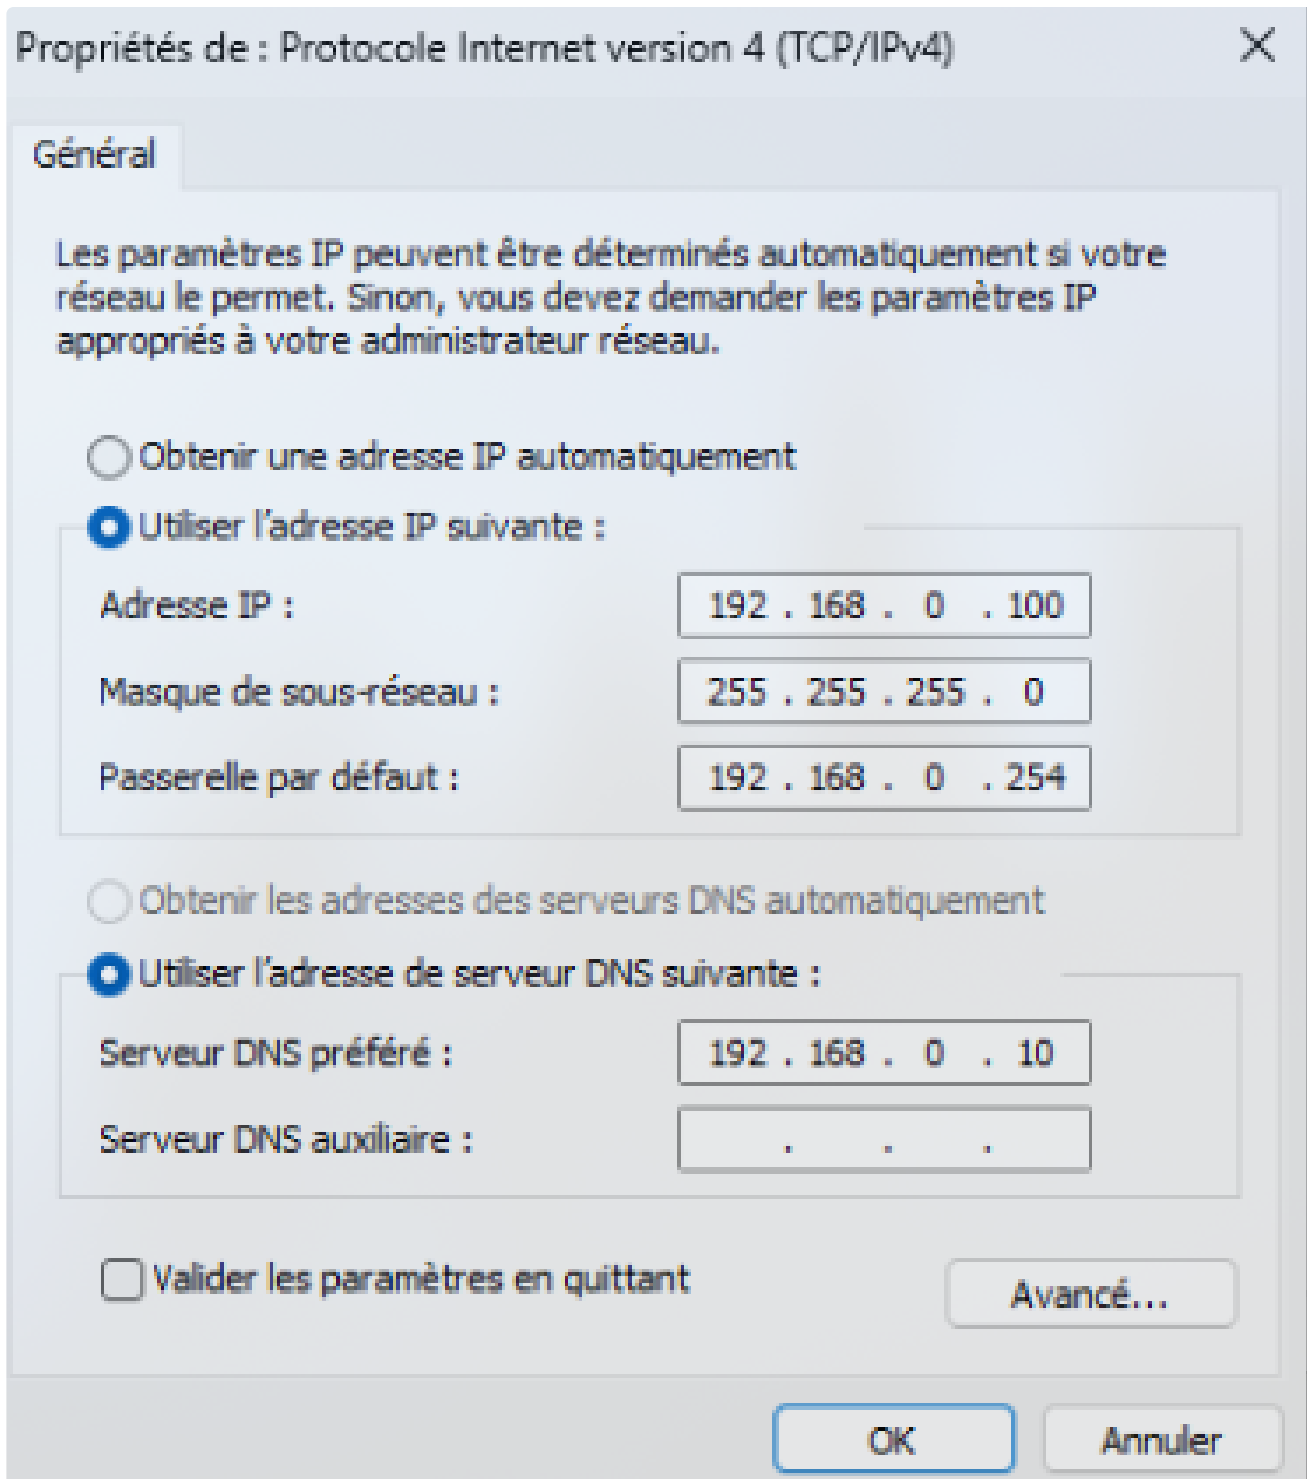 Propriétés de : Protocole Internet version 4 (TCP/IPv4)
Général
Les paramètres IP peuvent être déterminés automatiquement si votre
réseau le permet. Sinon, vous devez demander les paramètres IP
appropriés à votre administrateur réseau.
Obtenir une adresse IP automatiquement
Utiliser l'adresse IP suivante :
Adresse IP : 192 . 168 . 0 . 100
Masque de sous-réseau : 255 . 255 . 255 . 0
Passerelle par défaut : 192 . 168 . 0 . 254
Obtenir les adresses des serveurs DNS automatiquement
Utiliser l'adresse de serveur DNS suivante :
Serveur DNS préféré : 192 . 168 . 0 . 10
Serveur DNS auxiliaire : . . .
Valider les paramètres en quittant
Avancé...
OK Annuler